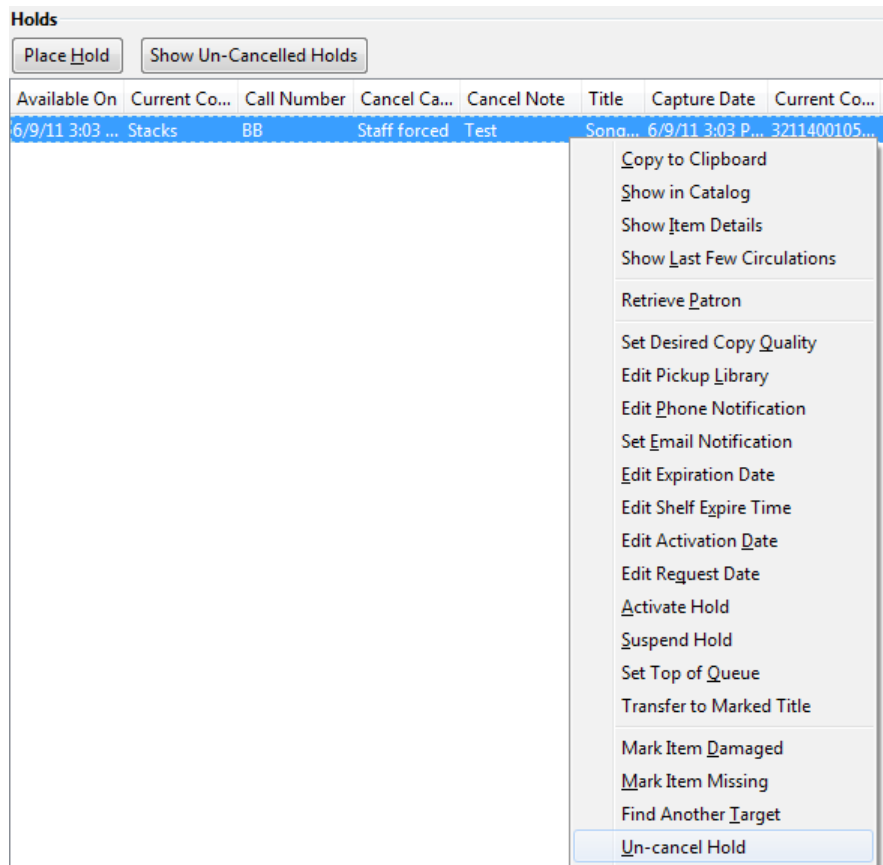 Holds
Place Hold Show Un-Cancelled Holds
Available On Current Co... Call Number Cancel Ca... Cancel Note Title Capture Date Current Co...
6/9/11 3:03 ... Stacks BB Staff forced Test Song... 6/9/11 3:03 P... 3211400105...
Copy to Clipboard
Show in Catalog
Show Item Details
Show Last Few Circulations
Retrieve Patron
Set Desired Copy Quality
Edit Pickup Library
Edit Phone Notification
Set Email Notification
Edit Expiration Date
Edit Shelf Expire Time
Edit Activation Date
Edit Request Date
Activate Hold
Suspend Hold
Set Top of Queue
Transfer to Marked Title
Mark Item Damaged
Mark Item Missing
Find Another Target
Un-cancel Hold